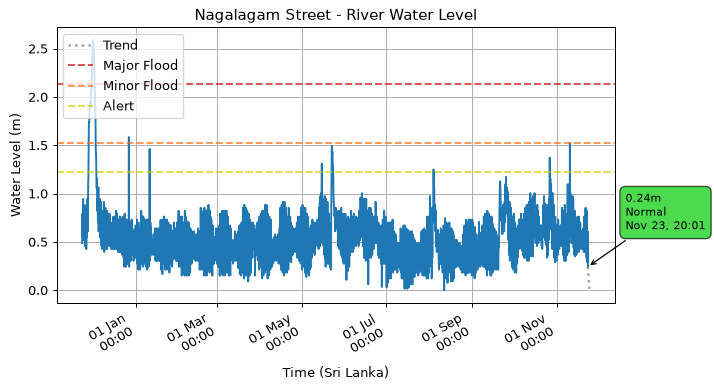 Nagalagam Street - River Water Level
Water Level (m)
2.5
2.0
1.5
1.0
0.5
0.0
Trend
Major Flood
Minor Flood
Alert
0.24m
Normal
Nov 23, 20:01
01 Jan
00:00
01 Mar
00:00
01 May
00:00
01 Jul
00:00
01 Sep
00:00
01 Nov
00:00
Time (Sri Lanka)